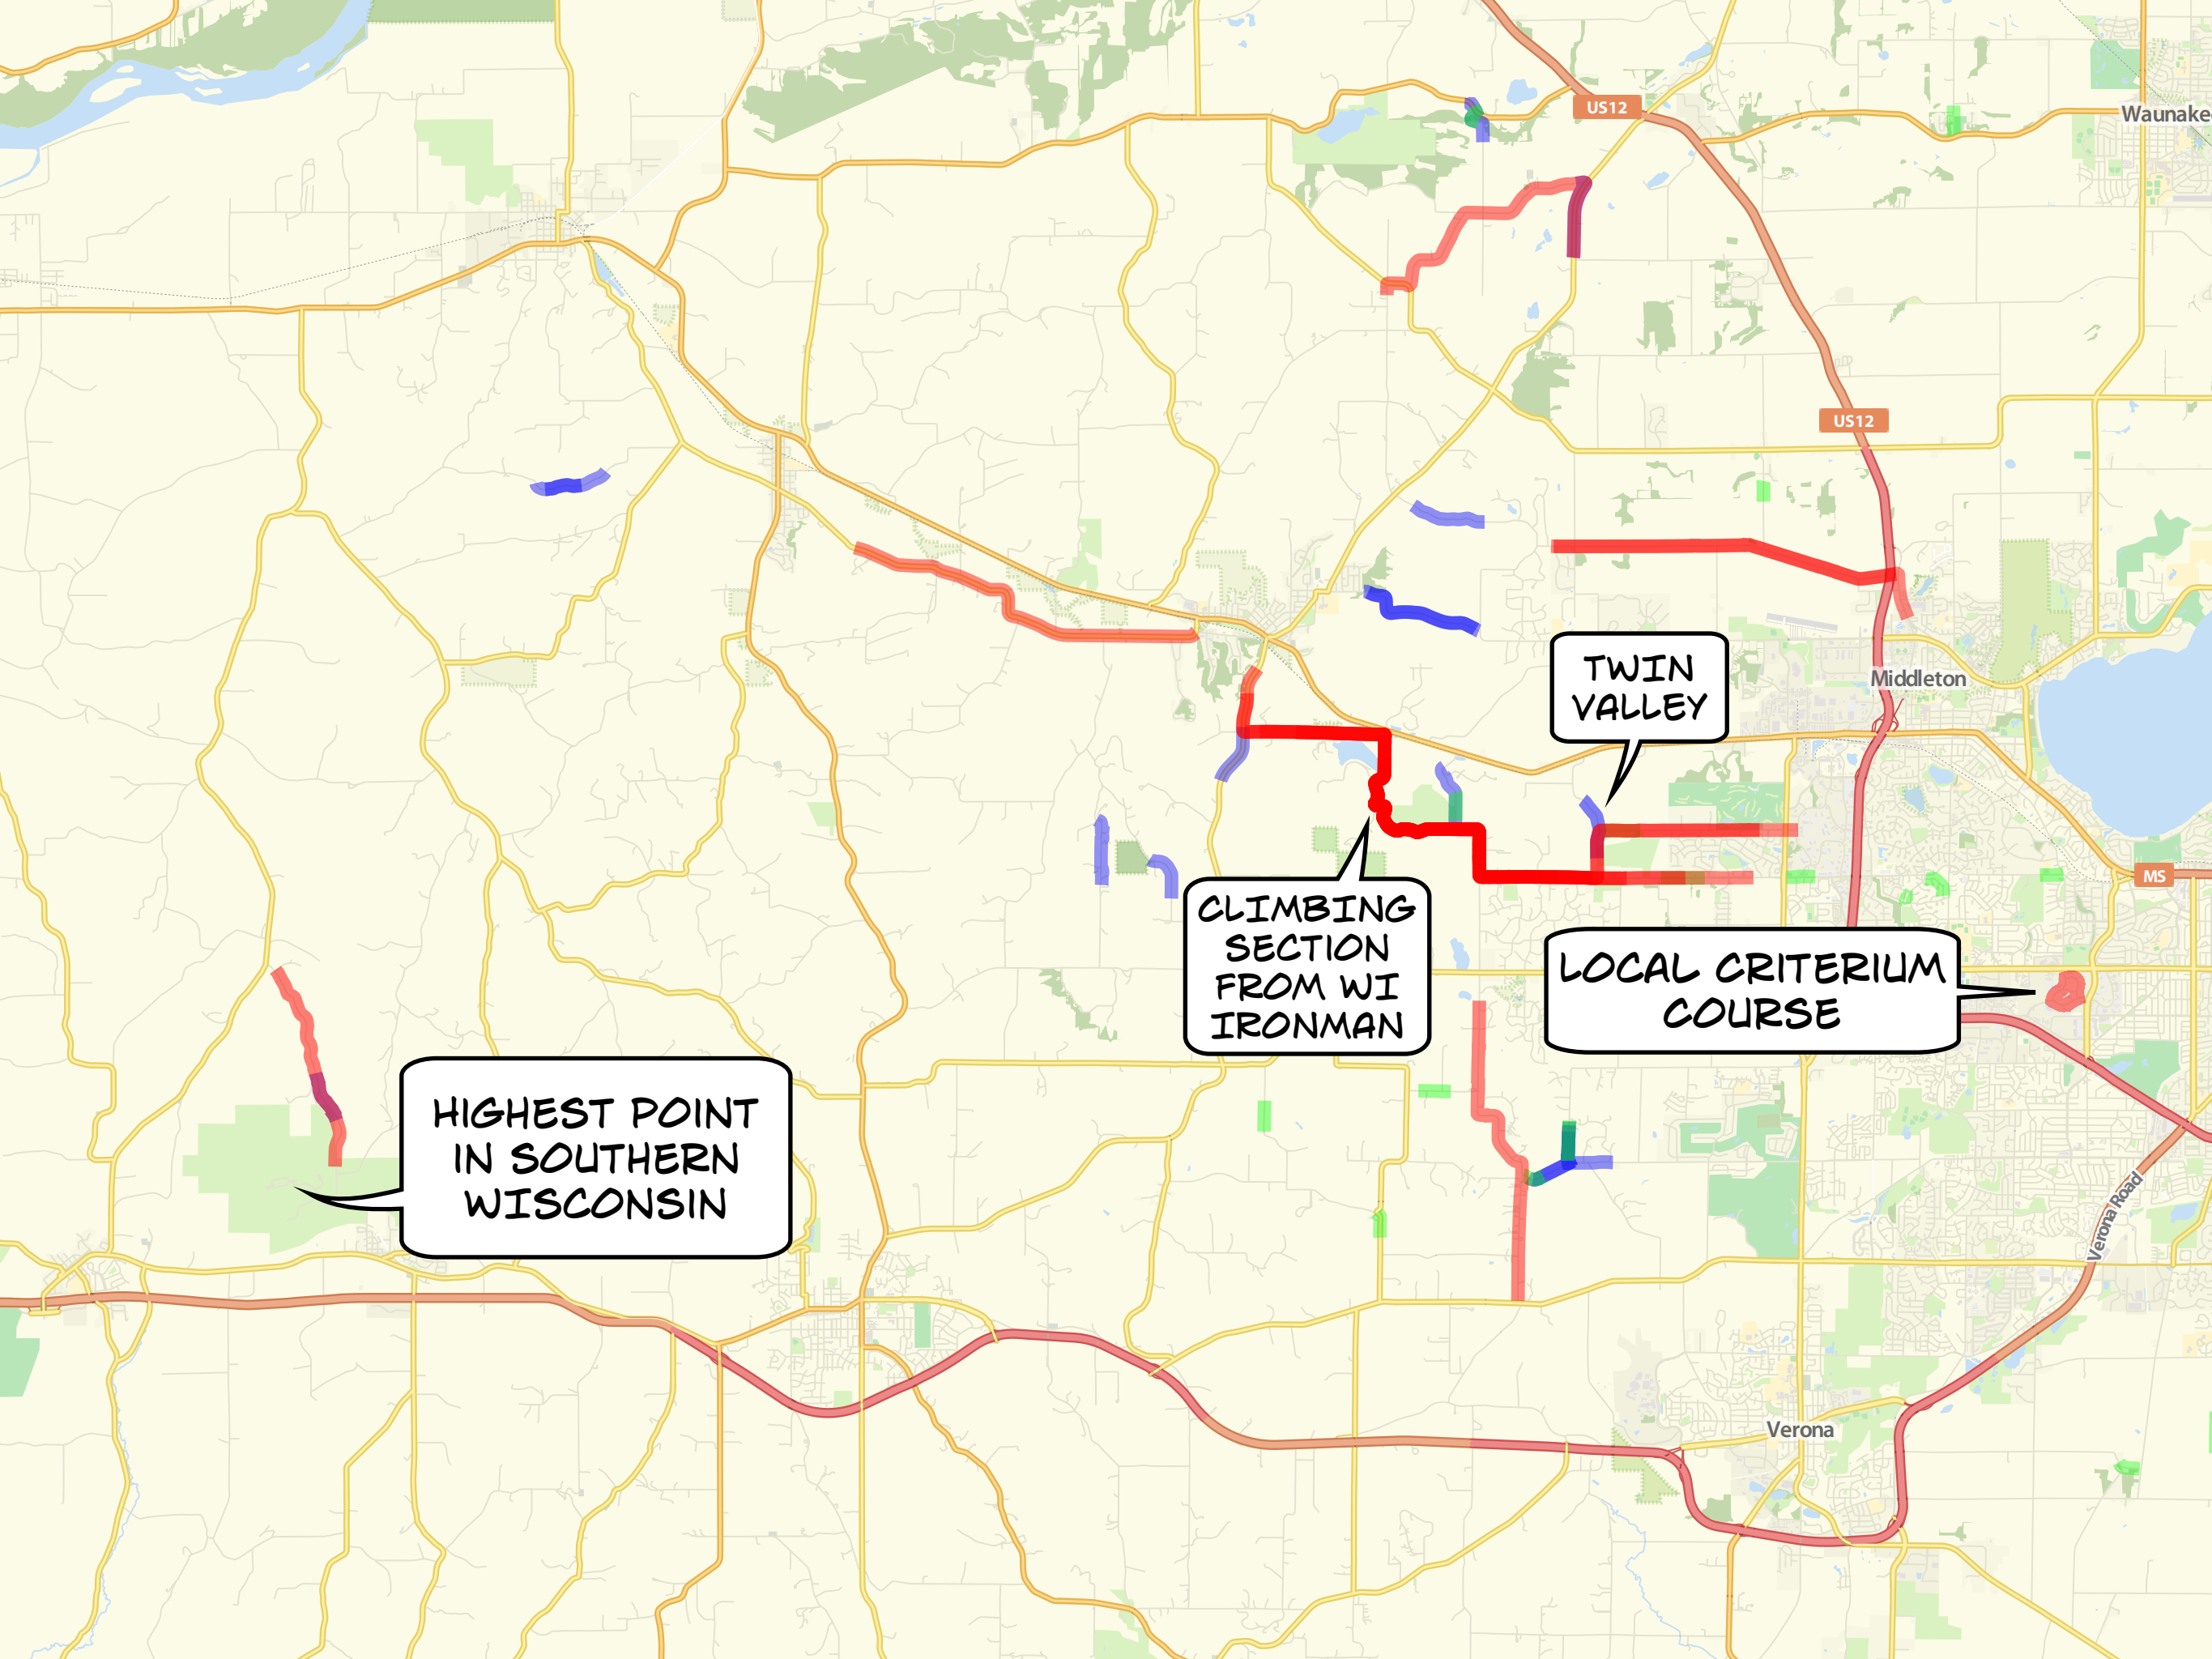 US12
Waunake
US12
TWIN
VALLEY
Middleton
MS
CLIMBING
SECTION
FROM WI
IRONMAN
LOCAL CRITERIUM
COURSE
HIGHEST POINT
IN SOUTHERN
WISCONSIN
Verona Road
Verona